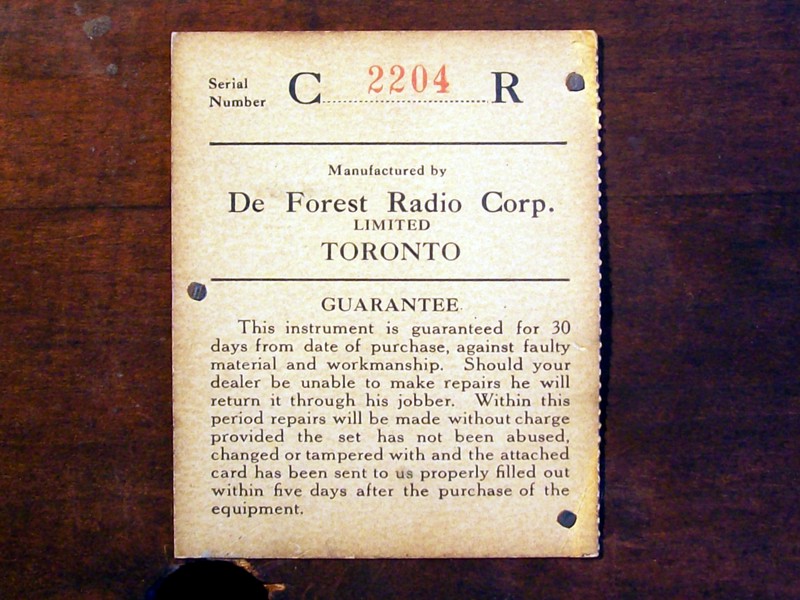 Serial
Number C 2204 R
Manufactured by
De Forest Radio Corp.
LIMITED
TORONTO
GUARANTEE
This instrument is guaranteed for 30
days from date of purchase, against faulty
material and workmanship. Should your
dealer be unable to make repairs he will
return it through his jobber. Within this
period repairs will be made without charge
provided the set has not been abused,
changed or tampered with and the attached
card has been sent to us properly filled out
within five days after the purchase of the
equipment.